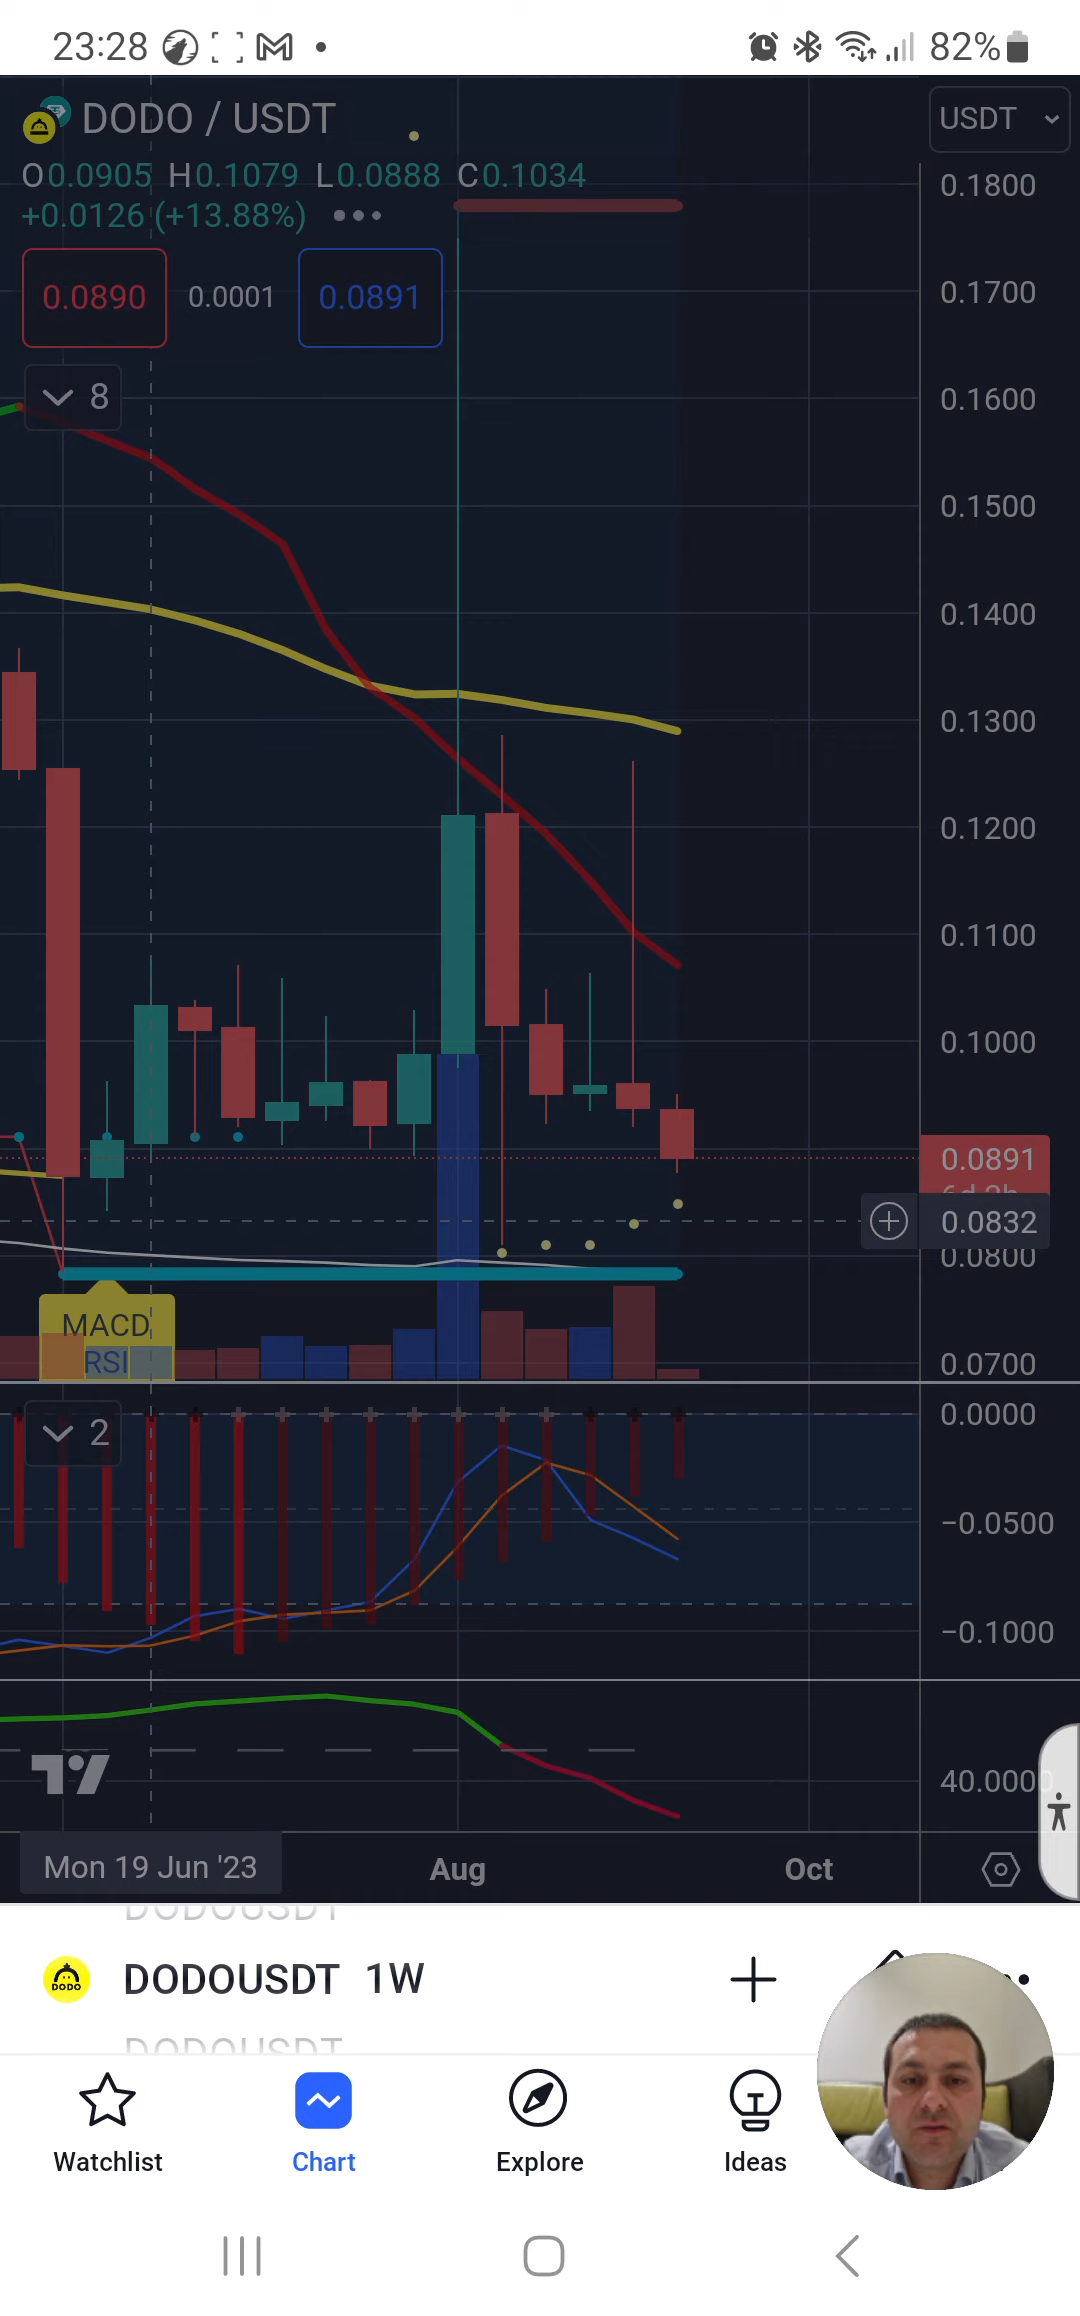 23:28 82%
DODO / USDT USDT
O0.0905 H0.1079 L0.0888 C0.1034
+0.0126 (+13.88%)
0.0890 0.0001 0.0891
8
0.1800
0.1700
0.1600
0.1500
0.1400
0.1300
0.1200
0.1100
0.1000
0.0891
0.0832
0.0800
0.0700
MACD
RSI
2
0.0000
−0.0500
−0.1000
40.0000
Mon 19 Jun '23 Aug Oct
DODOUSDT
DODO DODOUSDT 1W
DODOUSDT
Watchlist Chart Explore Ideas